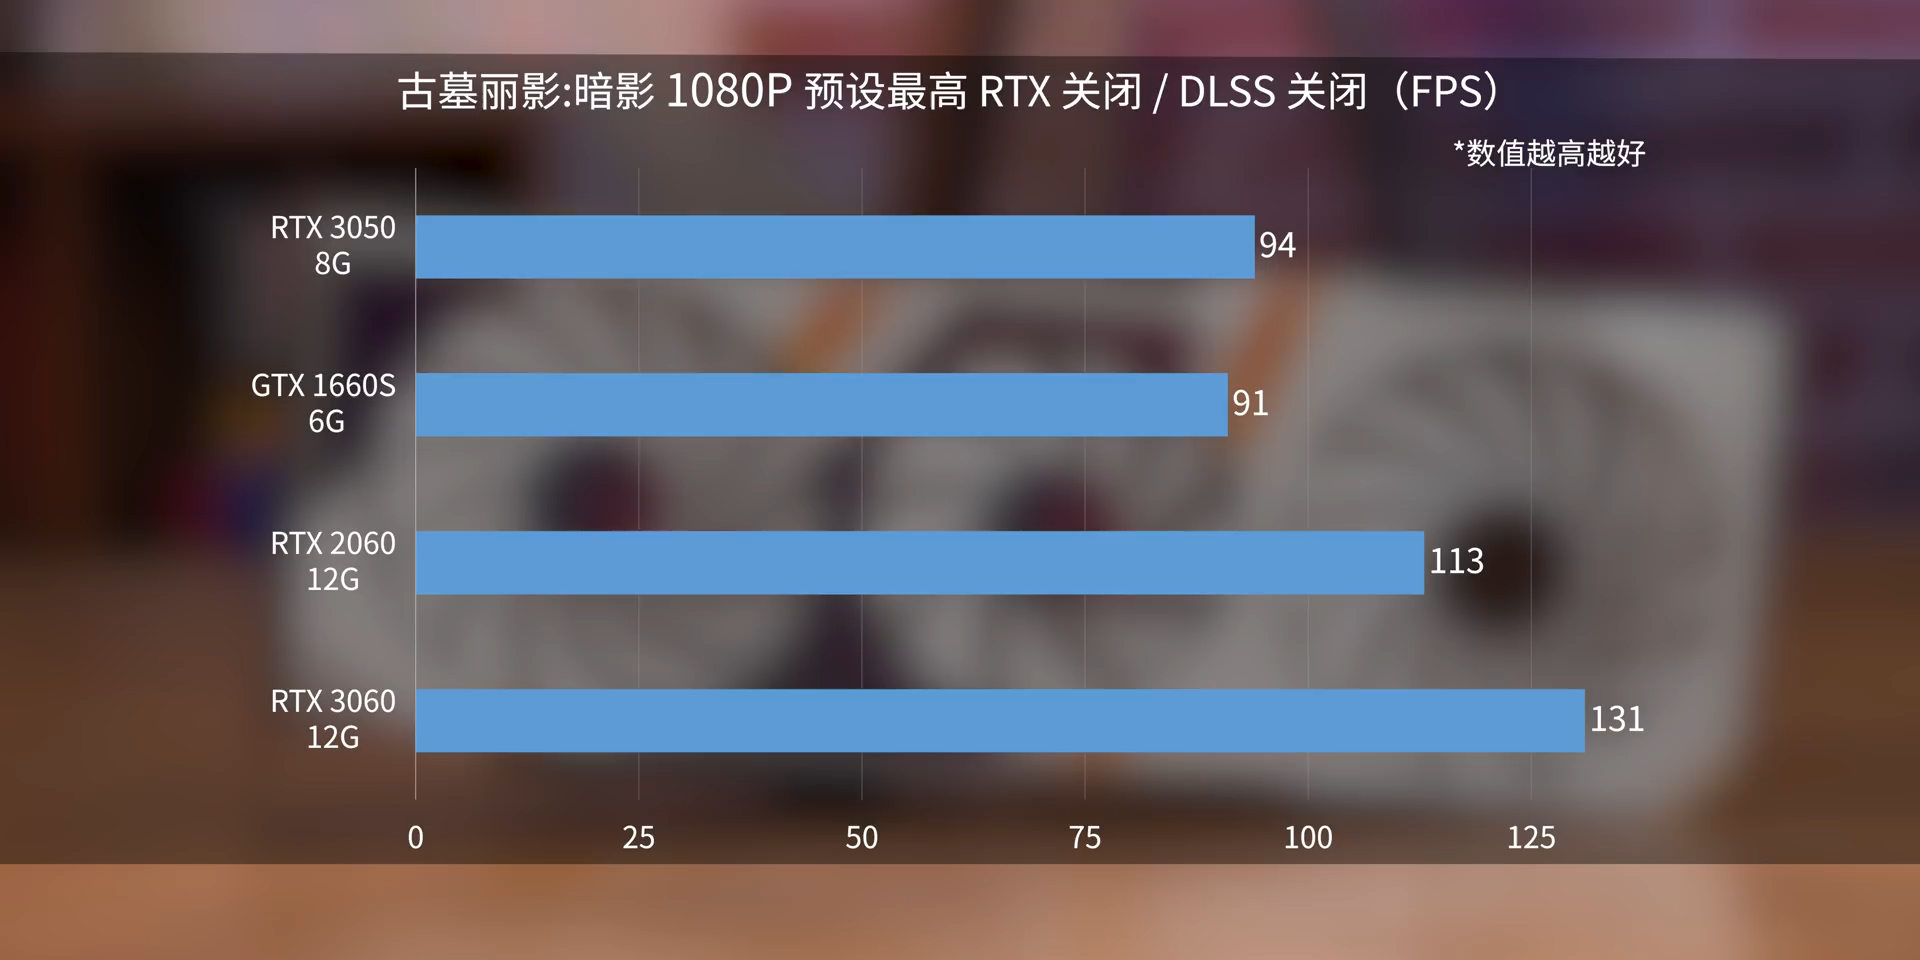 古墓丽影:暗影 1080P 预设最高 RTX 关闭 / DLSS 关闭（FPS）
*数值越高越好
RTX 3050
8G
94
GTX 1660S
6G
91
RTX 2060
12G
113
RTX 3060
12G
131
0 25 50 75 100 125